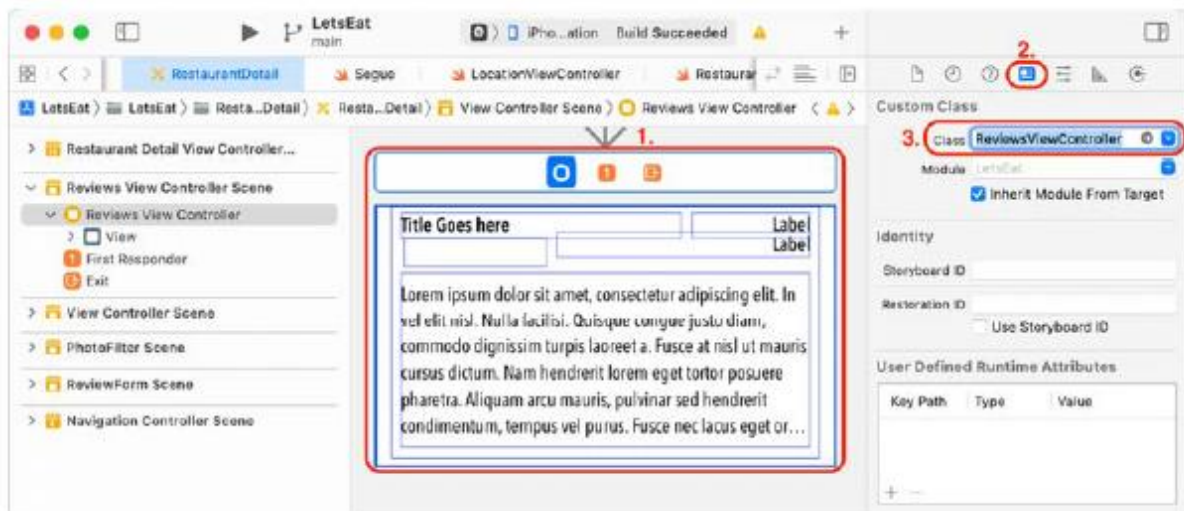 LetsEat
main
iPho...ation Build Succeeded
RestaurantDetail
Segue
LocationViewController
Restaurar
LetsEat
LetsEat
Resta...Detail
Resta...Detail
View Controller Scene
Reviews View Controller
Restaurant Detail View Controller...
Reviews View Controller Scene
Reviews View Controller
View
First Responder
Exit
View Controller Scene
PhotoFilter Scene
ReviewForm Scene
Navigation Controller Scene
1.
Title Goes here
Label
Label
Lorem ipsum dolor sit amet, consectetur adipiscing elit. In
vel elit nisl. Nulla facilisi. Quisque congue justo diam,
commodo dignissim turpis laoreet a. Fusce at nisl ut mauris
cursus dictum. Nam hendrerit lorem eget tortor posuere
pharetra. Aliquam arcu mauris, pulvinar sed hendrerit
condimentum, tempus vel purus. Fusce nec lacus eget or...
2.
Custom Class
3.
Class ReviewsViewController
Module LetsEat
Inherit Module From Target
Identity
Storyboard ID
Restoration ID
Use Storyboard ID
User Defined Runtime Attributes
Key Path Type Value